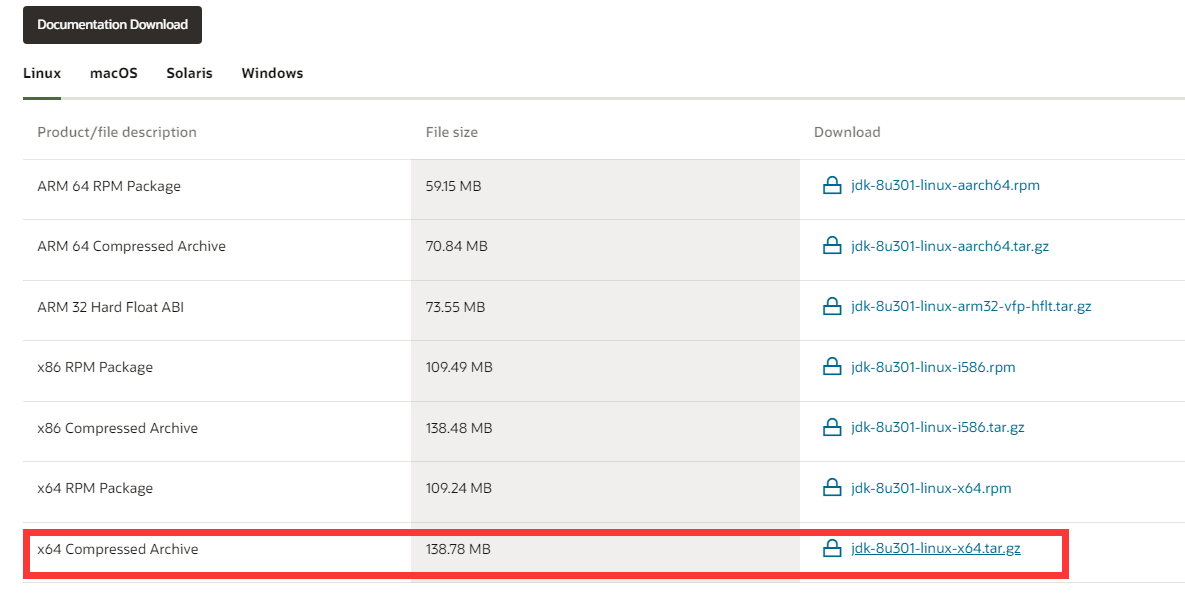 Documentation Download
Linux macOS Solaris Windows
Product/file description File size Download
ARM 64 RPM Package 59.15 MB jdk-8u301-linux-aarch64.rpm
ARM 64 Compressed Archive 70.84 MB jdk-8u301-linux-aarch64.tar.gz
ARM 32 Hard Float ABI 73.55 MB jdk-8u301-linux-arm32-vfp-hflt.tar.gz
x86 RPM Package 109.49 MB jdk-8u301-linux-i586.rpm
x86 Compressed Archive 138.48 MB jdk-8u301-linux-i586.tar.gz
x64 RPM Package 109.24 MB jdk-8u301-linux-x64.rpm
x64 Compressed Archive 138.78 MB jdk-8u301-linux-x64.tar.gz